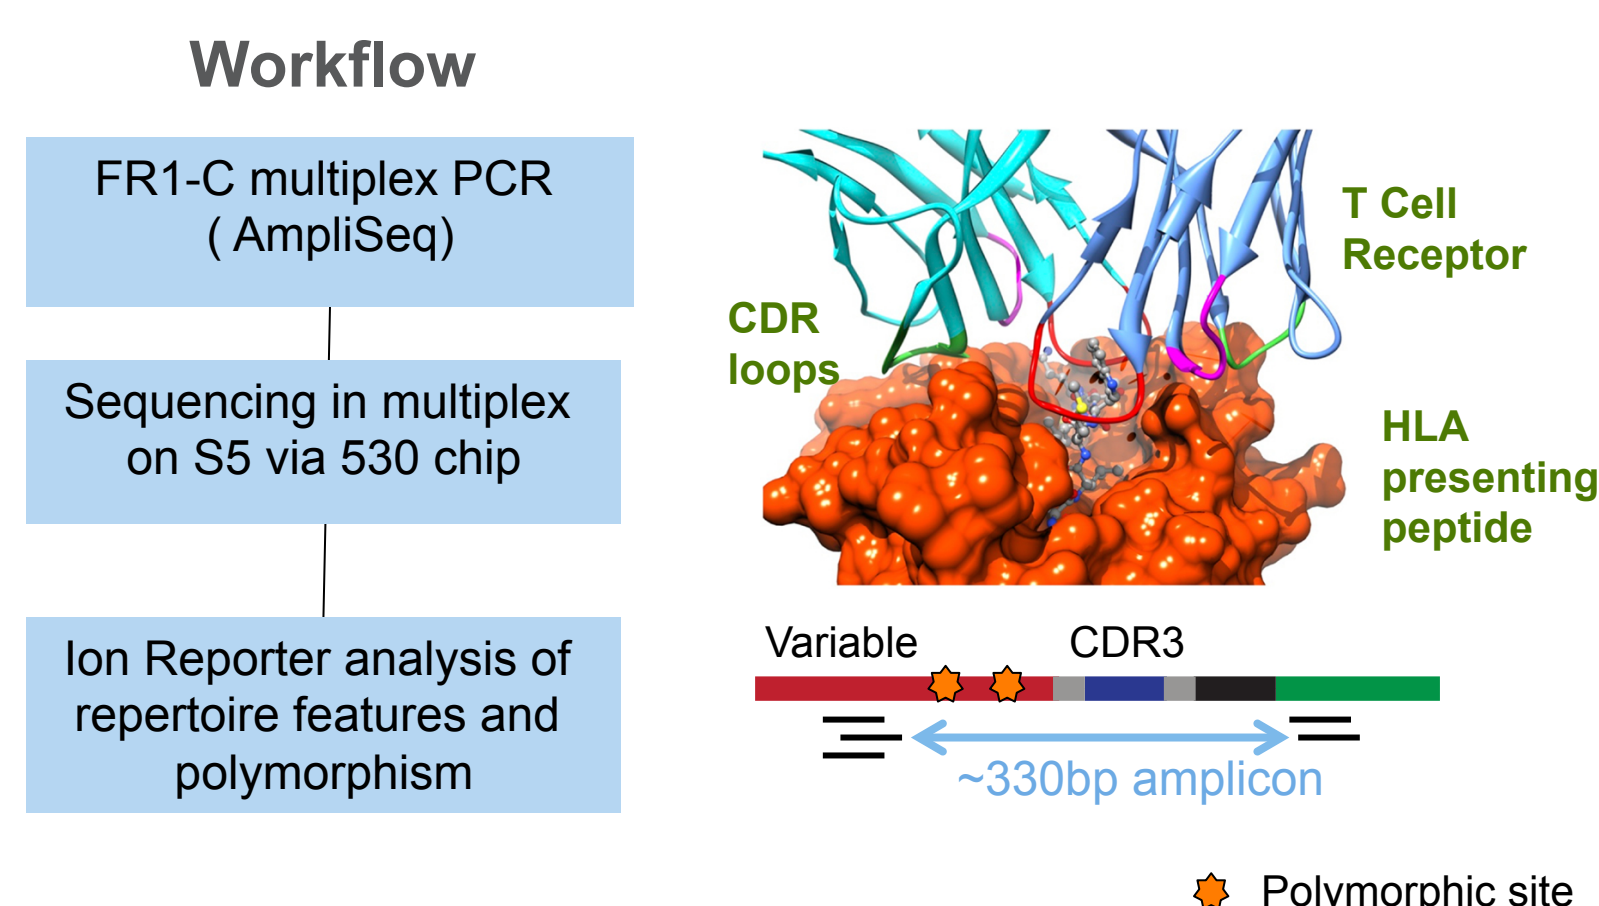 Workflow
FR1-C multiplex PCR
( AmpliSeq)
Sequencing in multiplex
on S5 via 530 chip
Ion Reporter analysis of
repertoire features and
polymorphism
T Cell
Receptor
CDR
loops
HLA
presenting
peptide
Variable
CDR3
~330bp amplicon
Polymorphic site